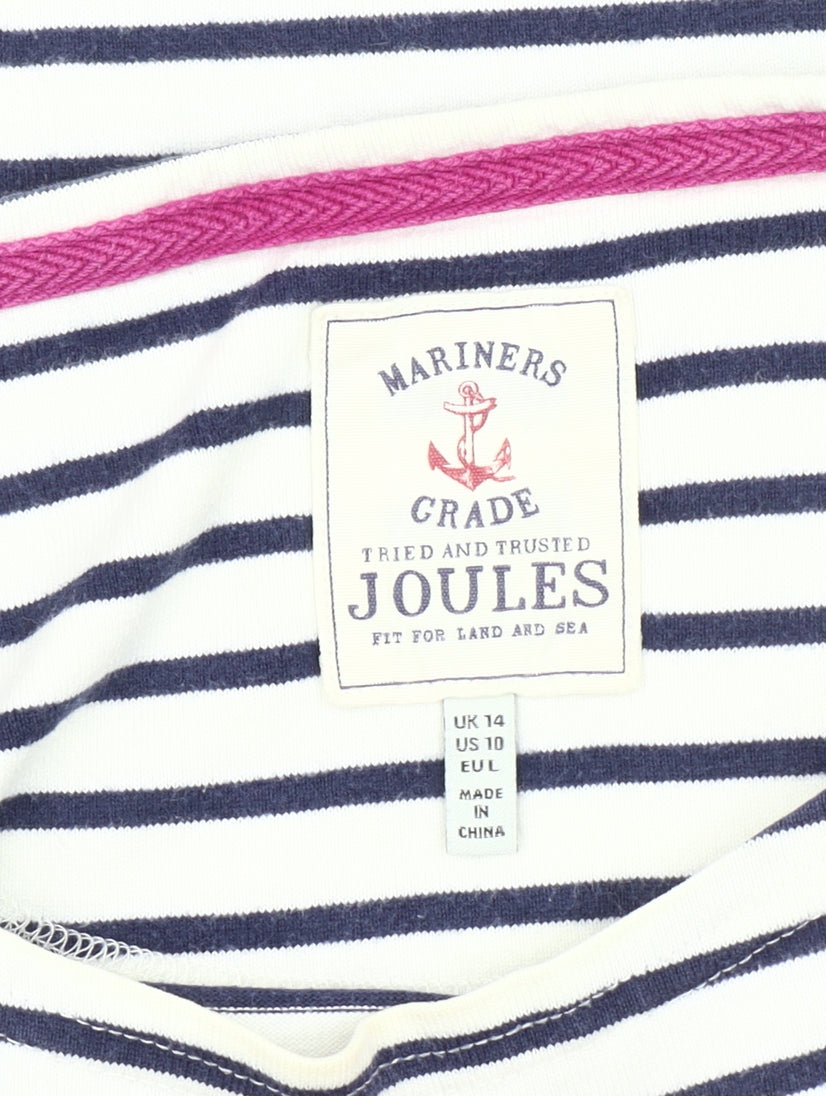 MARINERS
GRADE
TRIED AND TRUSTED
JOULES
FIT FOR LAND AND SEA
UK 14
US 10
EU L
MADE
IN
CHINA